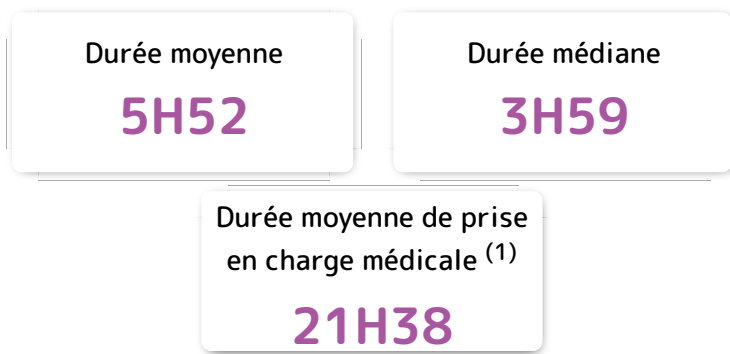 Durée moyenne
5H52
Durée médiane
3H59
Durée moyenne de prise
en charge médicale (1)
21H38